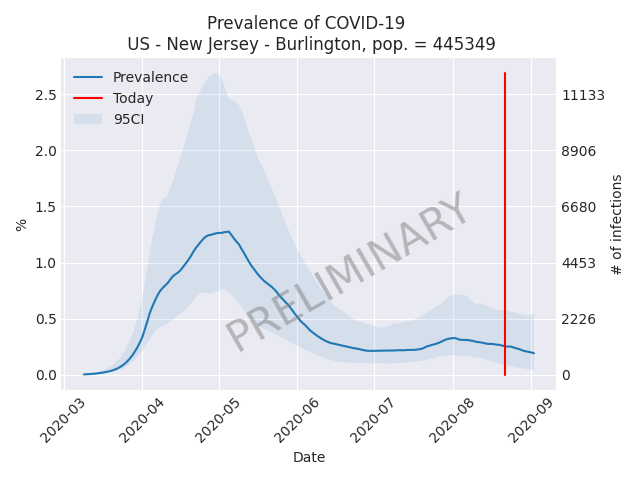 Prevalence of COVID-19
US - New Jersey - Burlington, pop. = 445349
Prevalence
Today
95CI
2.5
2.0
1.5
1.0
0.5
0.0
%
11133
8906
6680
4453
2226
0
# of infections
PRELIMINARY
2020-03
2020-04
2020-05
2020-06
2020-07
2020-08
2020-09
Date